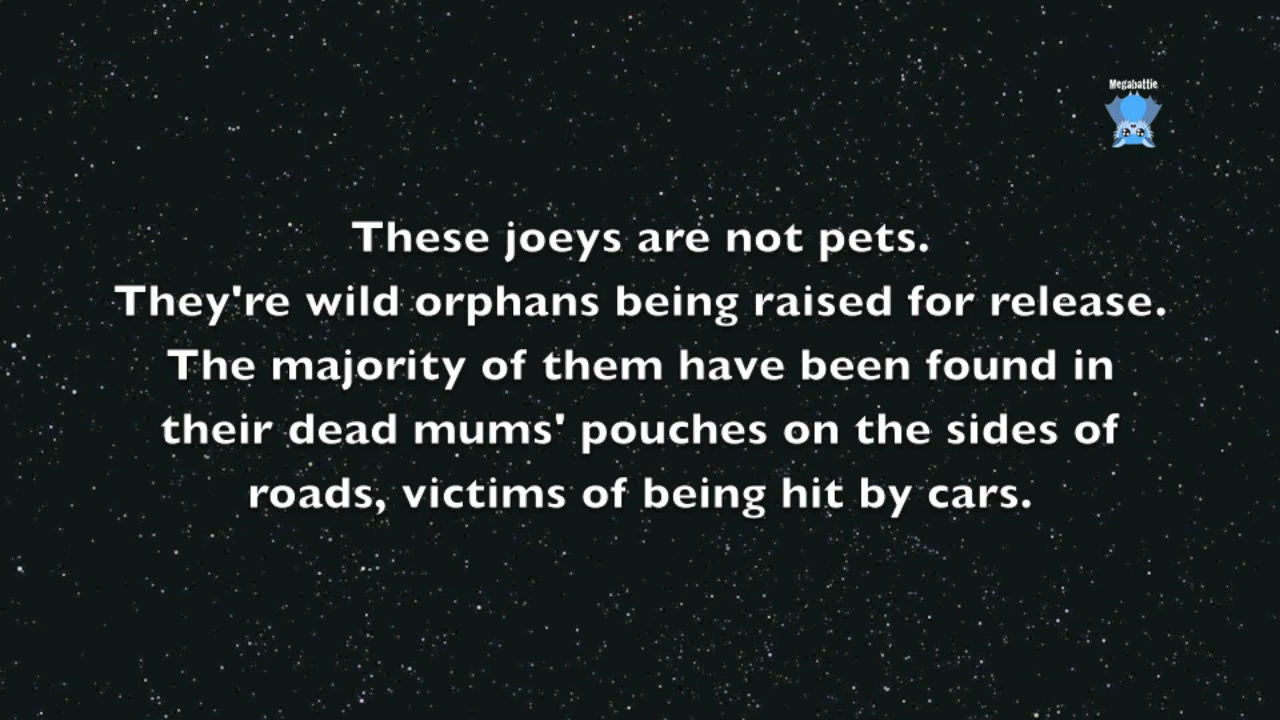 Megabattie
These joeys are not pets.
They're wild orphans being raised for release.
The majority of them have been found in
their dead mums' pouches on the sides of
roads, victims of being hit by cars.